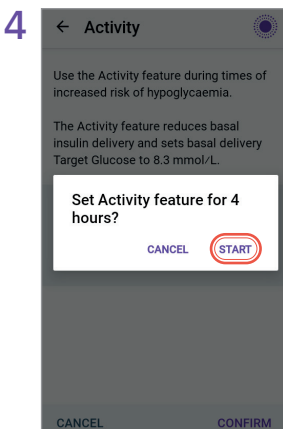 4
← Activity
Use the Activity feature during times of
increased risk of hypoglycaemia.
The Activity feature reduces basal
insulin delivery and sets basal delivery
Target Glucose to 8.3 mmol/L.
Set Activity feature for 4
hours?
CANCEL START
CANCEL CONFIRM